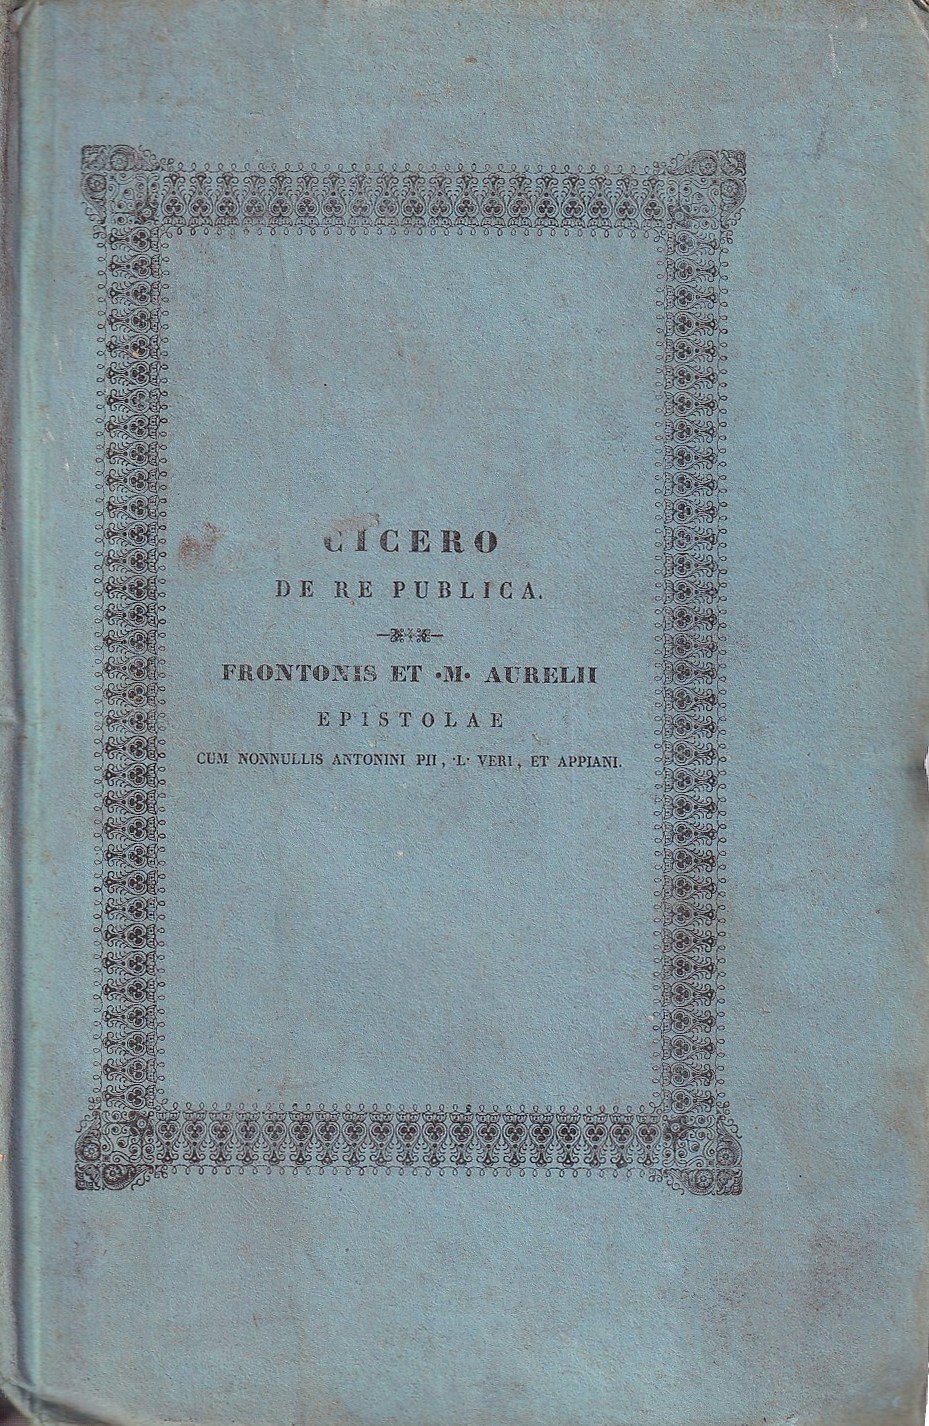 CICERO
DE RE PUBLICA.
FRONTONIS ET •M• AURELII
EPISTOLAE
CUM NONNULLIS ANTONINI PII, ·L· VERI, ET APPIANI.